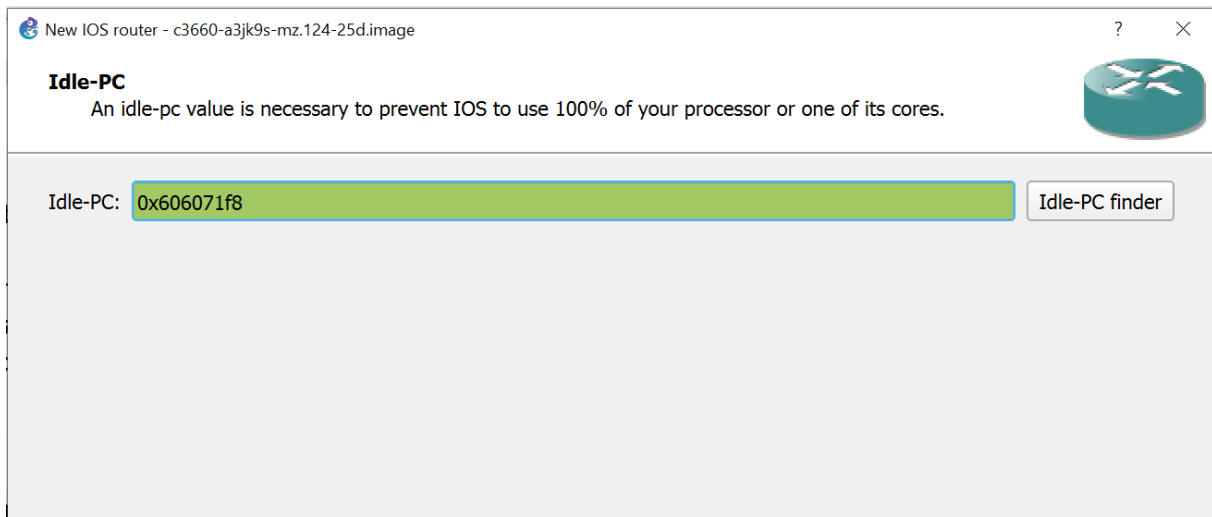 New IOS router - c3660-a3jk9s-mz.124-25d.image
?
Idle-PC
An idle-pc value is necessary to prevent IOS to use 100% of your processor or one of its cores.
Idle-PC: 0x606071f8 Idle-PC finder